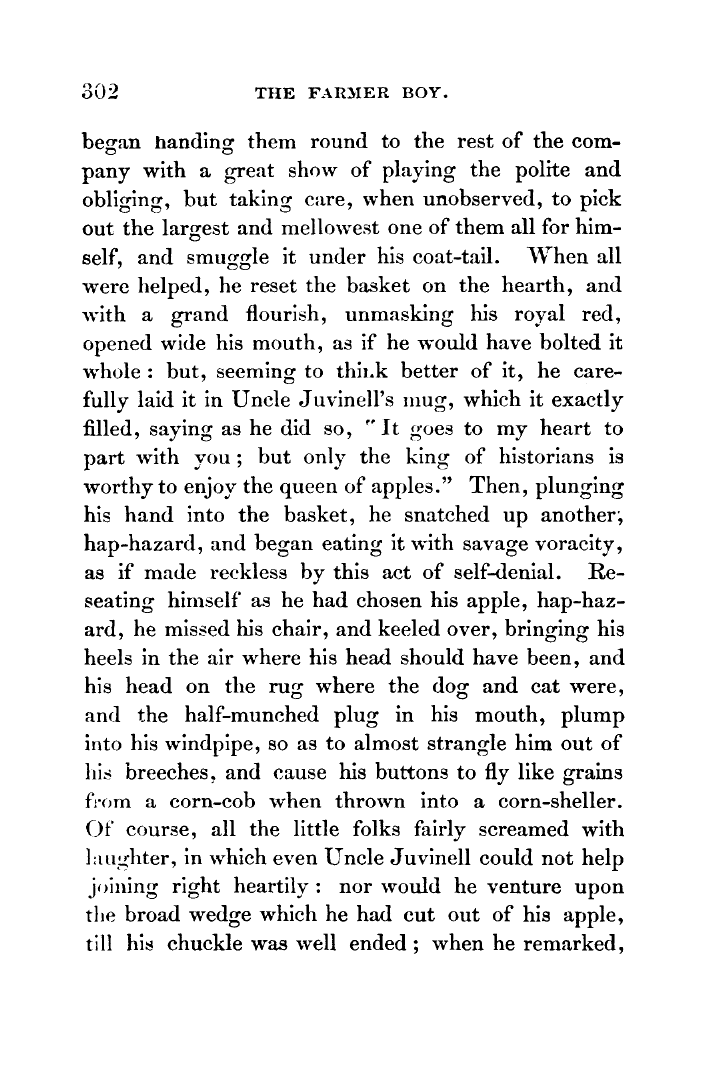 302 THE FARMER BOY.
began handing them round to the rest of the com-
pany with a great show of playing the polite and
obliging, but taking care, when unobserved, to pick
out the largest and mellowest one of them all for him-
self, and smuggle it under his coat-tail. When all
were helped, he reset the basket on the hearth, and
with a grand flourish, unmasking his royal red,
opened wide his mouth, as if he would have bolted it
whole : but, seeming to think better of it, he care-
fully laid it in Uncle Juvinell's mug, which it exactly
filled, saying as he did so, "It goes to my heart to
part with you ; but only the king of historians is
worthy to enjoy the queen of apples." Then, plunging
his hand into the basket, he snatched up another,
hap-hazard, and began eating it with savage voracity,
as if made reckless by this act of self-denial. Re-
seating himself as he had chosen his apple, hap-haz-
ard, he missed his chair, and keeled over, bringing his
heels in the air where his head should have been, and
his head on the rug where the dog and cat were,
and the half-munched plug in his mouth, plump
into his windpipe, so as to almost strangle him out of
his breeches, and cause his buttons to fly like grains
from a corn-cob when thrown into a corn-sheller.
Of course, all the little folks fairly screamed with
laughter, in which even Uncle Juvinell could not help
joining right heartily : nor would he venture upon
the broad wedge which he had cut out of his apple,
till his chuckle was well ended ; when he remarked,